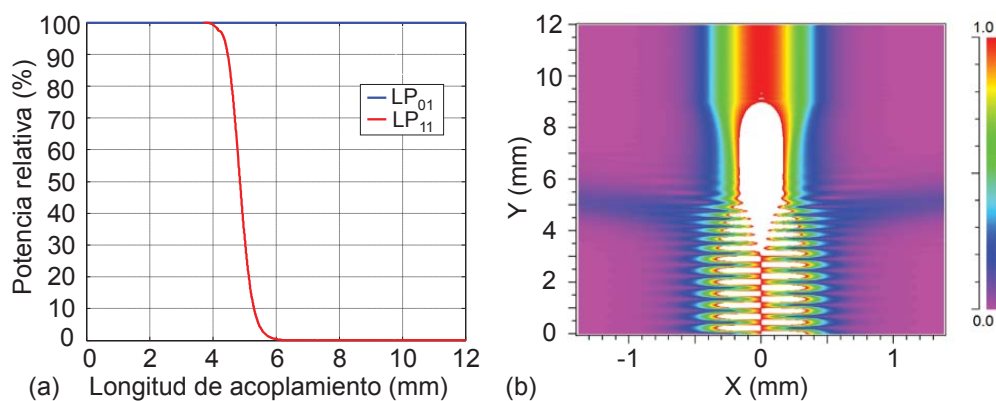 100
90
80
70
60
50
40
30
20
10
0
Potencia relativa (%)
LP01
LP11
0 2 4 6 8 10 12
(a) Longitud de acoplamiento (mm)
12
10
8
6
4
2
0
Y (mm)
-1 0 1
(b) X (mm)
1.0
0.0